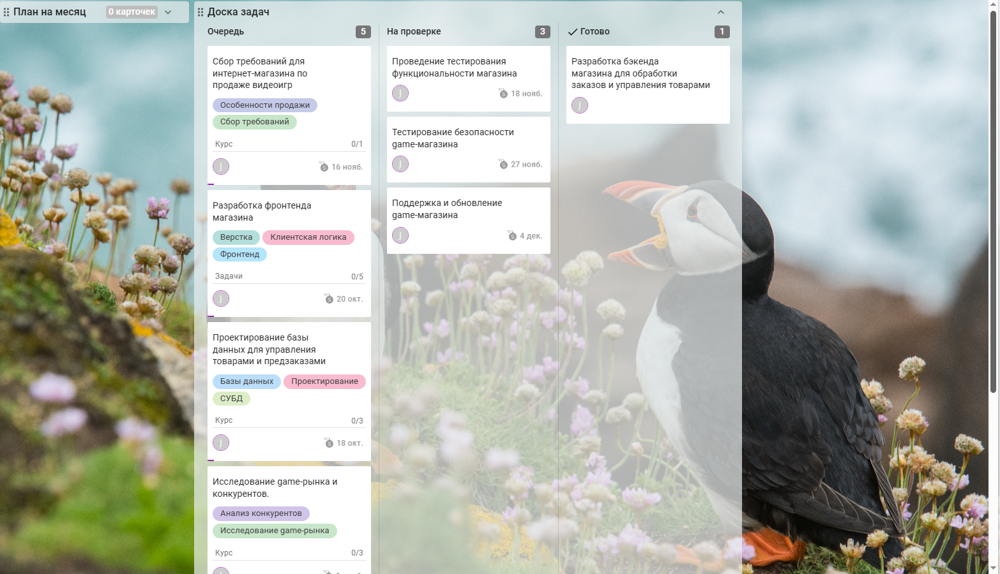 План на месяц
0 карточек
Доска задач
Очередь
5
Сбор требований для
интернет-магазина по
продаже видеоигр
Особенности продажи
Сбор требований
Курс
0/1
J
16 нояб.
Разработка фронтенда
магазина
Верстка
Клиентская логика
Фронтенд
Задачи
0/5
J
20 окт.
Проектирование базы
данных для управления
товарами и предзаказами
Базы данных
Проектирование
СУБД
Курс
0/3
J
18 окт.
Исследование game-рынка и
конкурентов.
Анализ конкурентов
Исследование game-рынка
Курс
0/3
На проверке
3
Проведение тестирования
функциональности магазина
J
18 нояб.
Тестирование безопасности
game-магазина
J
27 нояб.
Поддержка и обновление
game-магазина
J
4 дек.
Готово
1
Разработка бэкенда
магазина для обработки
заказов и управления товарами
J